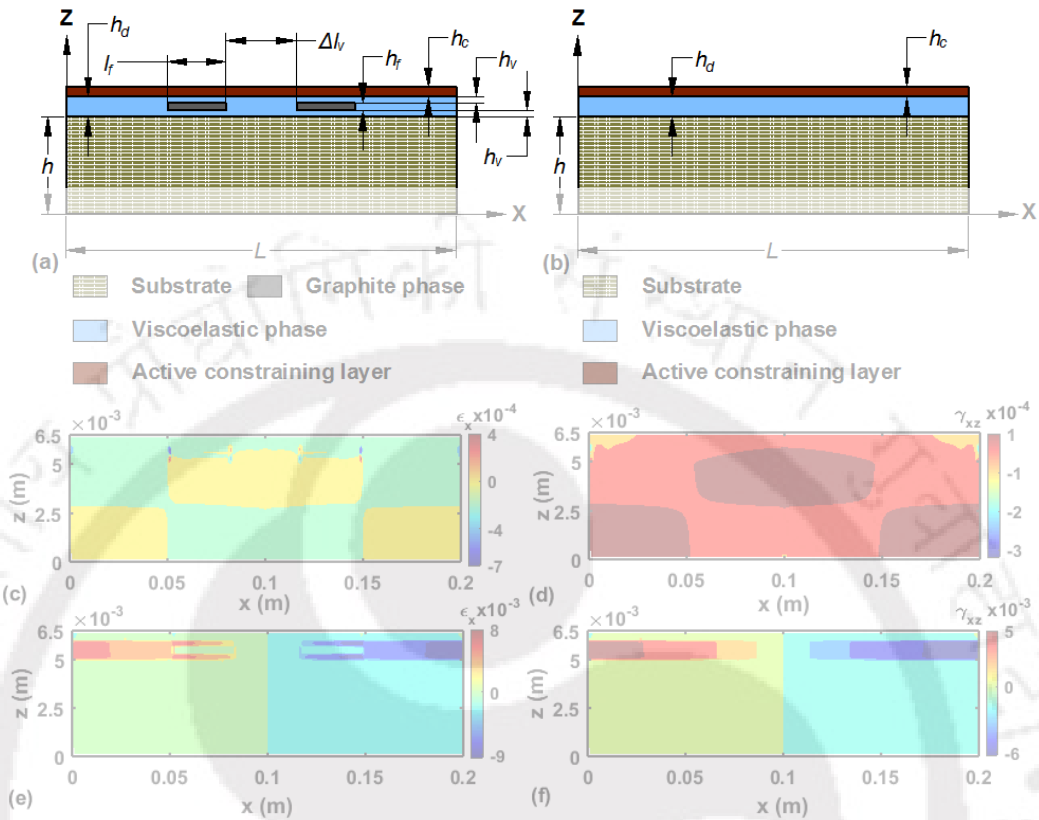 Z
h_d
Δl_v
l_f
h_f
h_c
h_v
h_v
h
X
L
(a)
Z
h_c
h_d
h
X
L
(b)
Substrate
Graphite phase
Viscoelastic phase
Active constraining layer
Substrate
Viscoelastic phase
Active constraining layer
×10⁻³
ϵ_x x10⁻⁴
6.5
5
2.5
0
z (m)
0 0.05 0.1 0.15 0.2
x (m)
4
0
-4
-7
(c)
×10⁻³
γ_xz x10⁻⁴
6.5
5
2.5
0
z (m)
0 0.05 0.1 0.15 0.2
x (m)
1
-1
-2
-3
(d)
×10⁻³
ϵ_x x10⁻³
6.5
5
2.5
0
z (m)
0 0.05 0.1 0.15 0.2
x (m)
8
0
-9
(e)
×10⁻³
γ_xz x10⁻³
6.5
5
2.5
0
z (m)
0 0.05 0.1 0.15 0.2
x (m)
5
0
-6
(f)